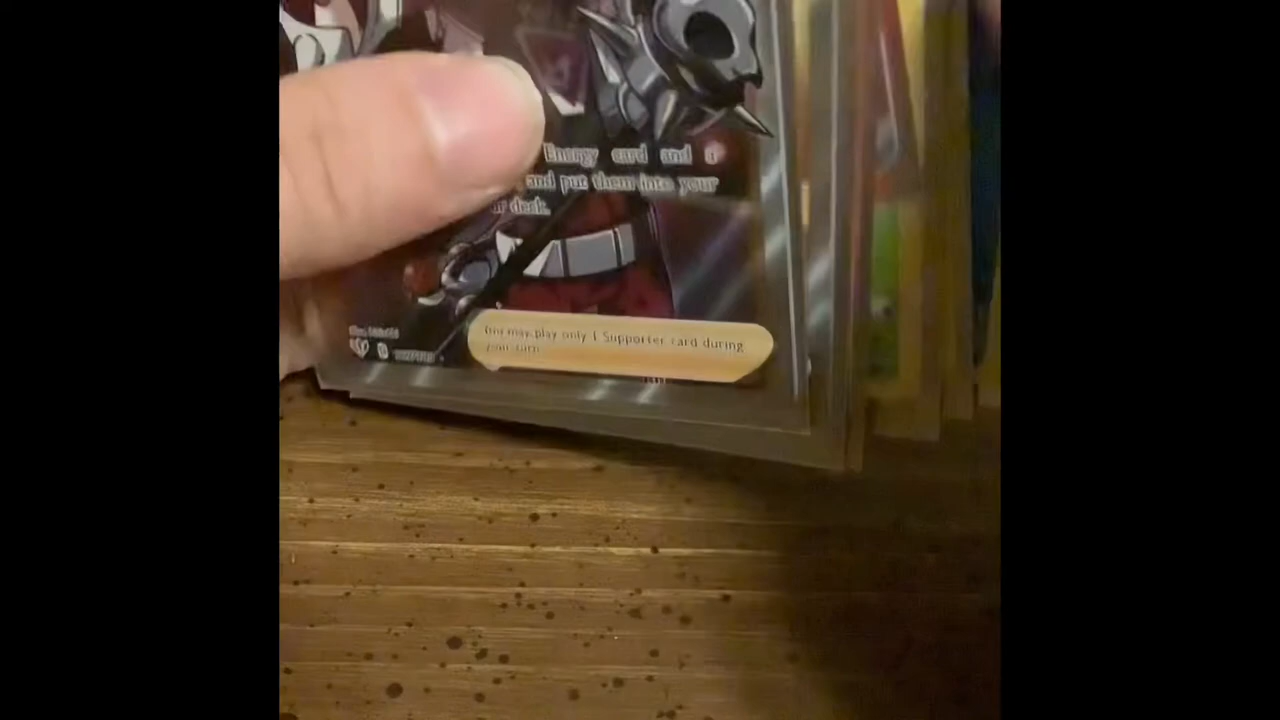 Energy card and a
and put them into your
deck.
You may play only 1 Supporter card during
your turn.